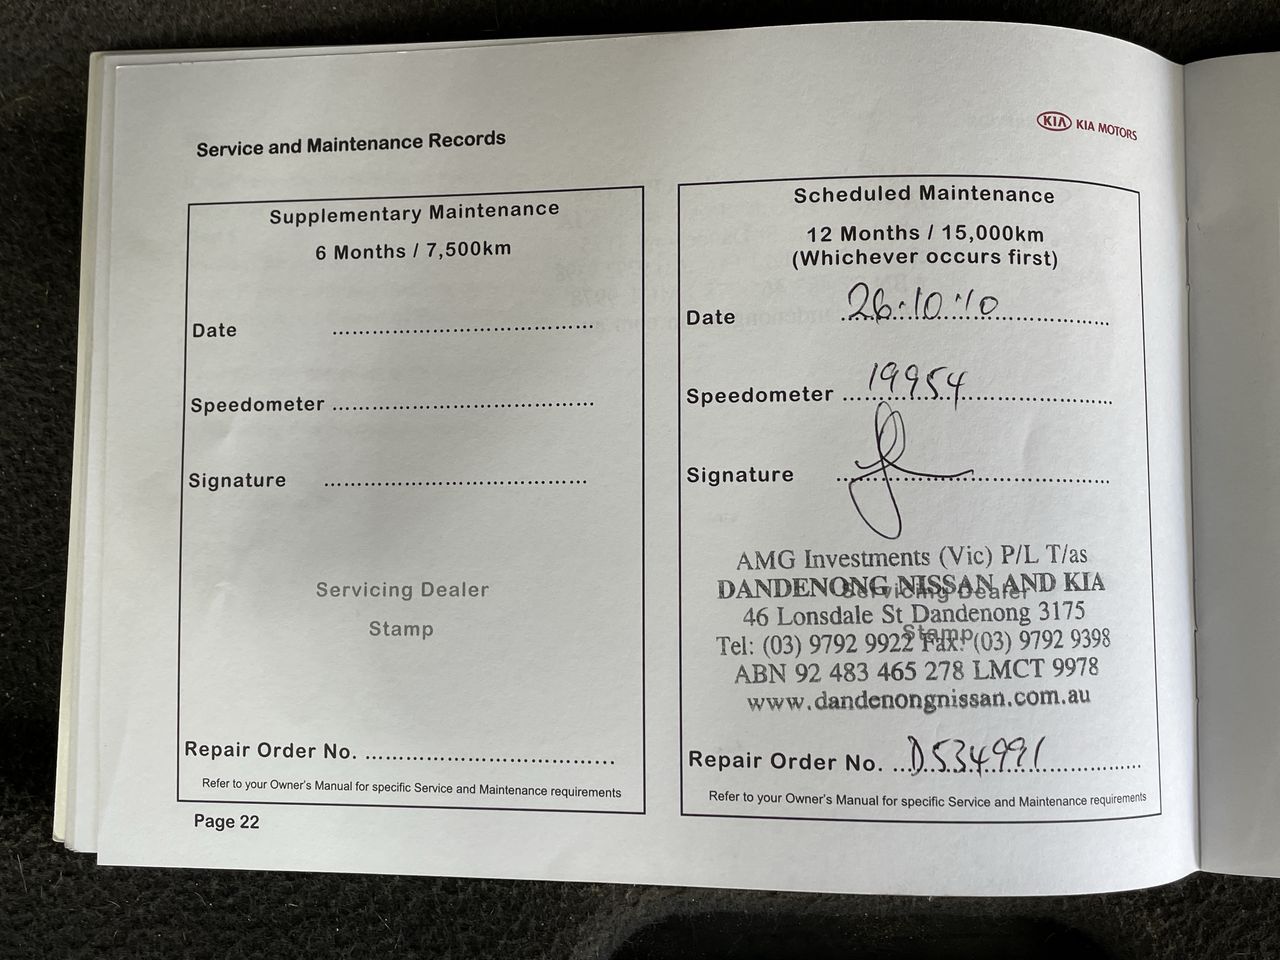 Service and Maintenance Records
KIA KIA MOTORS
Supplementary Maintenance
6 Months / 7,500km
Date ........................................
Speedometer ........................................
Signature ........................................
Servicing Dealer
Stamp
Repair Order No. ........................................
Refer to your Owner's Manual for specific Service and Maintenance requirements
Page 22
Scheduled Maintenance
12 Months / 15,000km
(Whichever occurs first)
Date 26.10.10
Speedometer 19954
Signature
AMG Investments (Vic) P/L T/as
DANDENONG NISSAN AND KIA
Servicing Dealer
46 Lonsdale St Dandenong 3175
Stamp
Tel: (03) 9792 9922 Fax: (03) 9792 9398
ABN 92 483 465 278 LMCT 9978
www.dandenongnissan.com.au
Repair Order No. D534991
Refer to your Owner's Manual for specific Service and Maintenance requirements